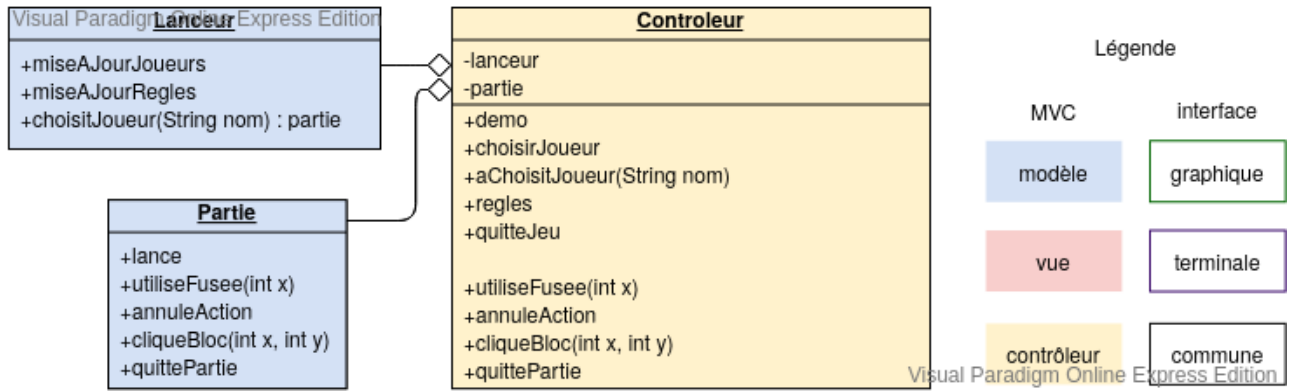 Visual Paradigm Online Express Edition
Lanceur
+miseAJourJoueurs
+miseAJourRegles
+choisitJoueur(String nom) : partie
Partie
+lance
+utiliseFusee(int x)
+annuleAction
+cliqueBloc(int x, int y)
+quittePartie
Controleur
-lanceur
-partie
+demo
+choisirJoueur
+aChoisitJoueur(String nom)
+regles
+quitteJeu
+utiliseFusee(int x)
+annuleAction
+cliqueBloc(int x, int y)
+quittePartie
Légende
MVC
interface
modèle
graphique
vue
terminale
contrôleur
commune
Visual Paradigm Online Express Edition